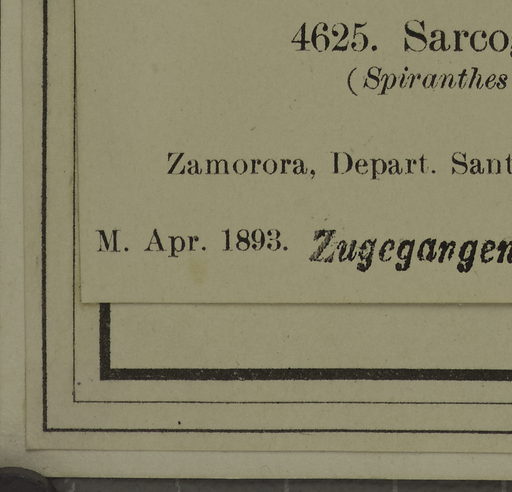 4625. Sarco
(Spiranthes
Zamorora, Depart. Sant
M. Apr. 1893. Zugegangen